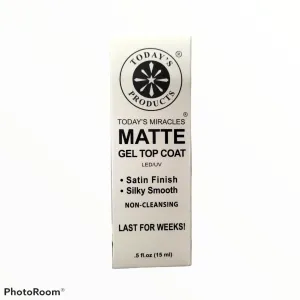 TODAY'S
PRODUCTS
®
TODAY'S MIRACLES®
MATTE
GEL TOP COAT
LED/UV
• Satin Finish
• Silky Smooth
NON-CLEANSING
LAST FOR WEEKS!
.5 fl.oz (15 ml)
PhotoRoom®